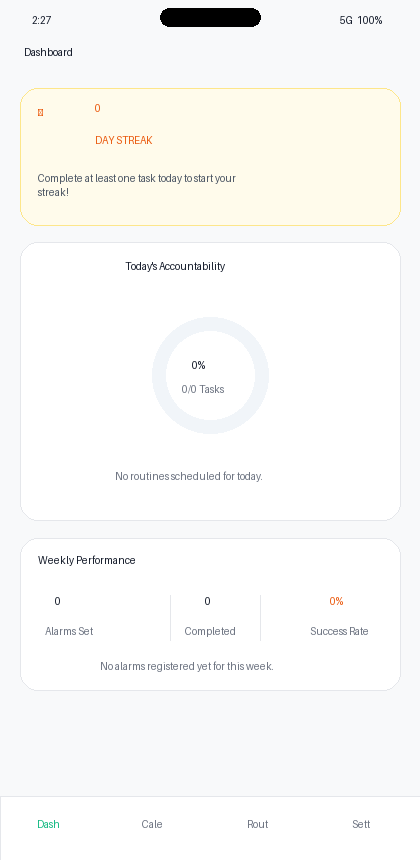 2:27
5G 100%
Dashboard
0
DAY STREAK
Complete at least one task today to start your
streak!
Today's Accountability
0%
0/0 Tasks
No routines scheduled for today.
Weekly Performance
0
0
0%
Alarms Set
Completed
Success Rate
No alarms registered yet for this week.
Dash
Cale
Rout
Sett